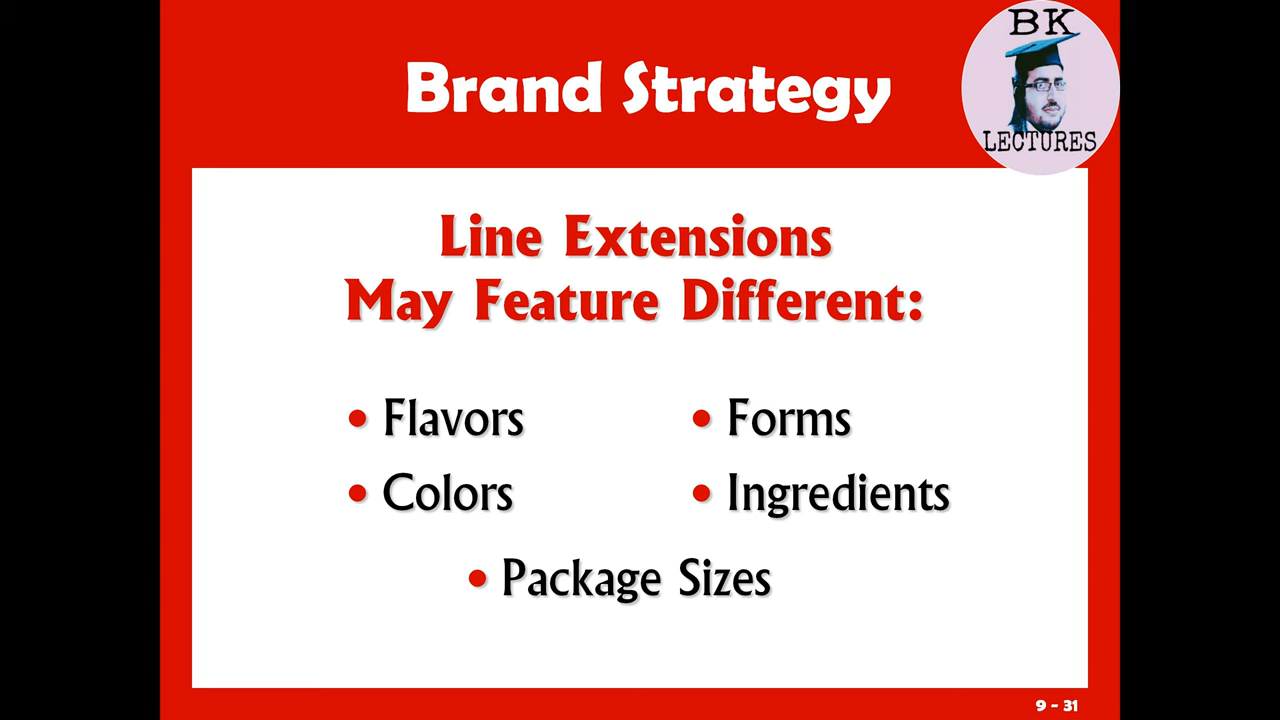 Brand Strategy
BK
LECTURES
Line Extensions
May Feature Different:
• Flavors
• Forms
• Colors
• Ingredients
• Package Sizes
9 - 31